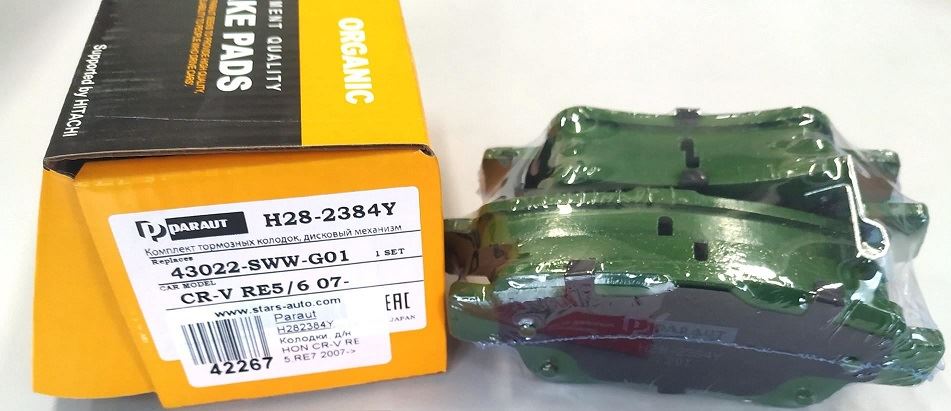 ORGANIC
MENT QUALITY
KE PADS
Supported by HITACHI
PARAUT H28-2384Y
Комплект тормозных колодок, дисковый механизм
Replaces
43022-SWW-G01 1 SET
CAR MODEL
CR-V RE5/6 07-
www.stars-auto.com
EAC
JAPAN
Paraut
H282384Y
Колодки д/н
HON CR-V RE
5.RE7 2007->
42267
PARAUT